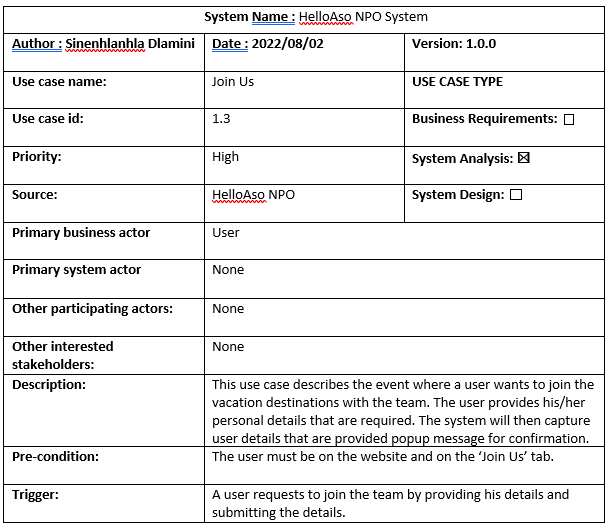 System Name : HelloAso NPO System
Author : Sinenhlanhla Dlamini Date : 2022/08/02 Version: 1.0.0
Use case name: Join Us USE CASE TYPE
Use case id: 1.3 Business Requirements: ☐
Priority: High System Analysis: ☒
Source: HelloAso NPO System Design: ☐
Primary business actor User
Primary system actor None
Other participating actors: None
Other interested None
stakeholders:
Description: This use case describes the event where a user wants to join the
vacation destinations with the team. The user provides his/her
personal details that are required. The system will then capture
user details that are provided popup message for confirmation.
Pre-condition: The user must be on the website and on the ‘Join Us’ tab.
Trigger: A user requests to join the team by providing his details and
submitting the details.